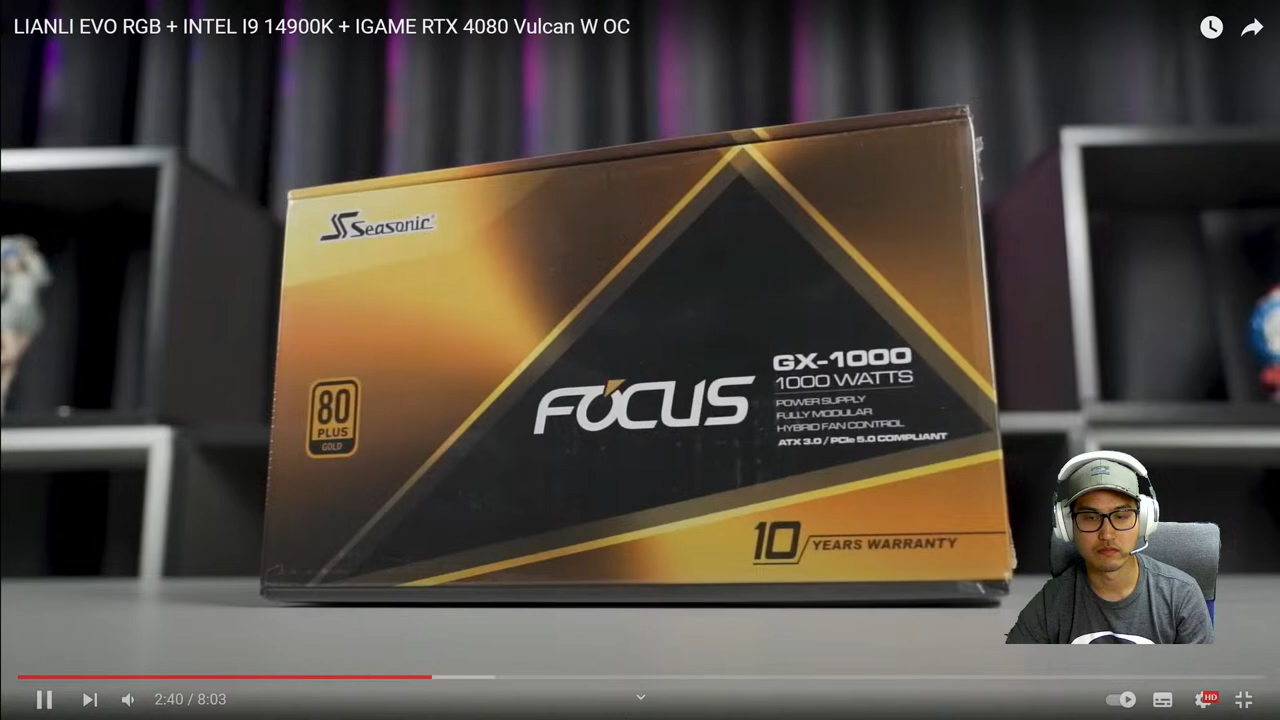 LIANLI EVO RGB + INTEL I9 14900K + IGAME RTX 4080 Vulcan W OC
Seasonic
80
PLUS
GOLD
FOCUS
GX-1000
1000 WATTS
POWER SUPPLY
FULLY MODULAR
HYBRID FAN CONTROL
ATX 3.0 / PCIe 5.0 COMPLIANT
10 YEARS WARRANTY
2:40 / 8:03
HD